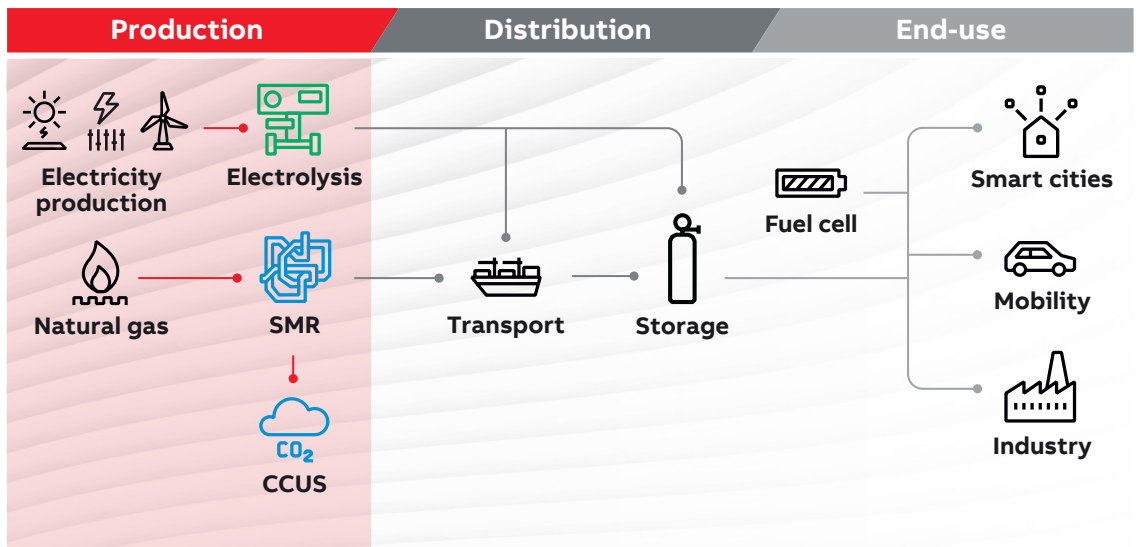 Production
Distribution
End-use
Electricity
production
Electrolysis
Smart cities
Fuel cell
Natural gas
SMR
Transport
Storage
Mobility
CO₂
CCUS
Industry